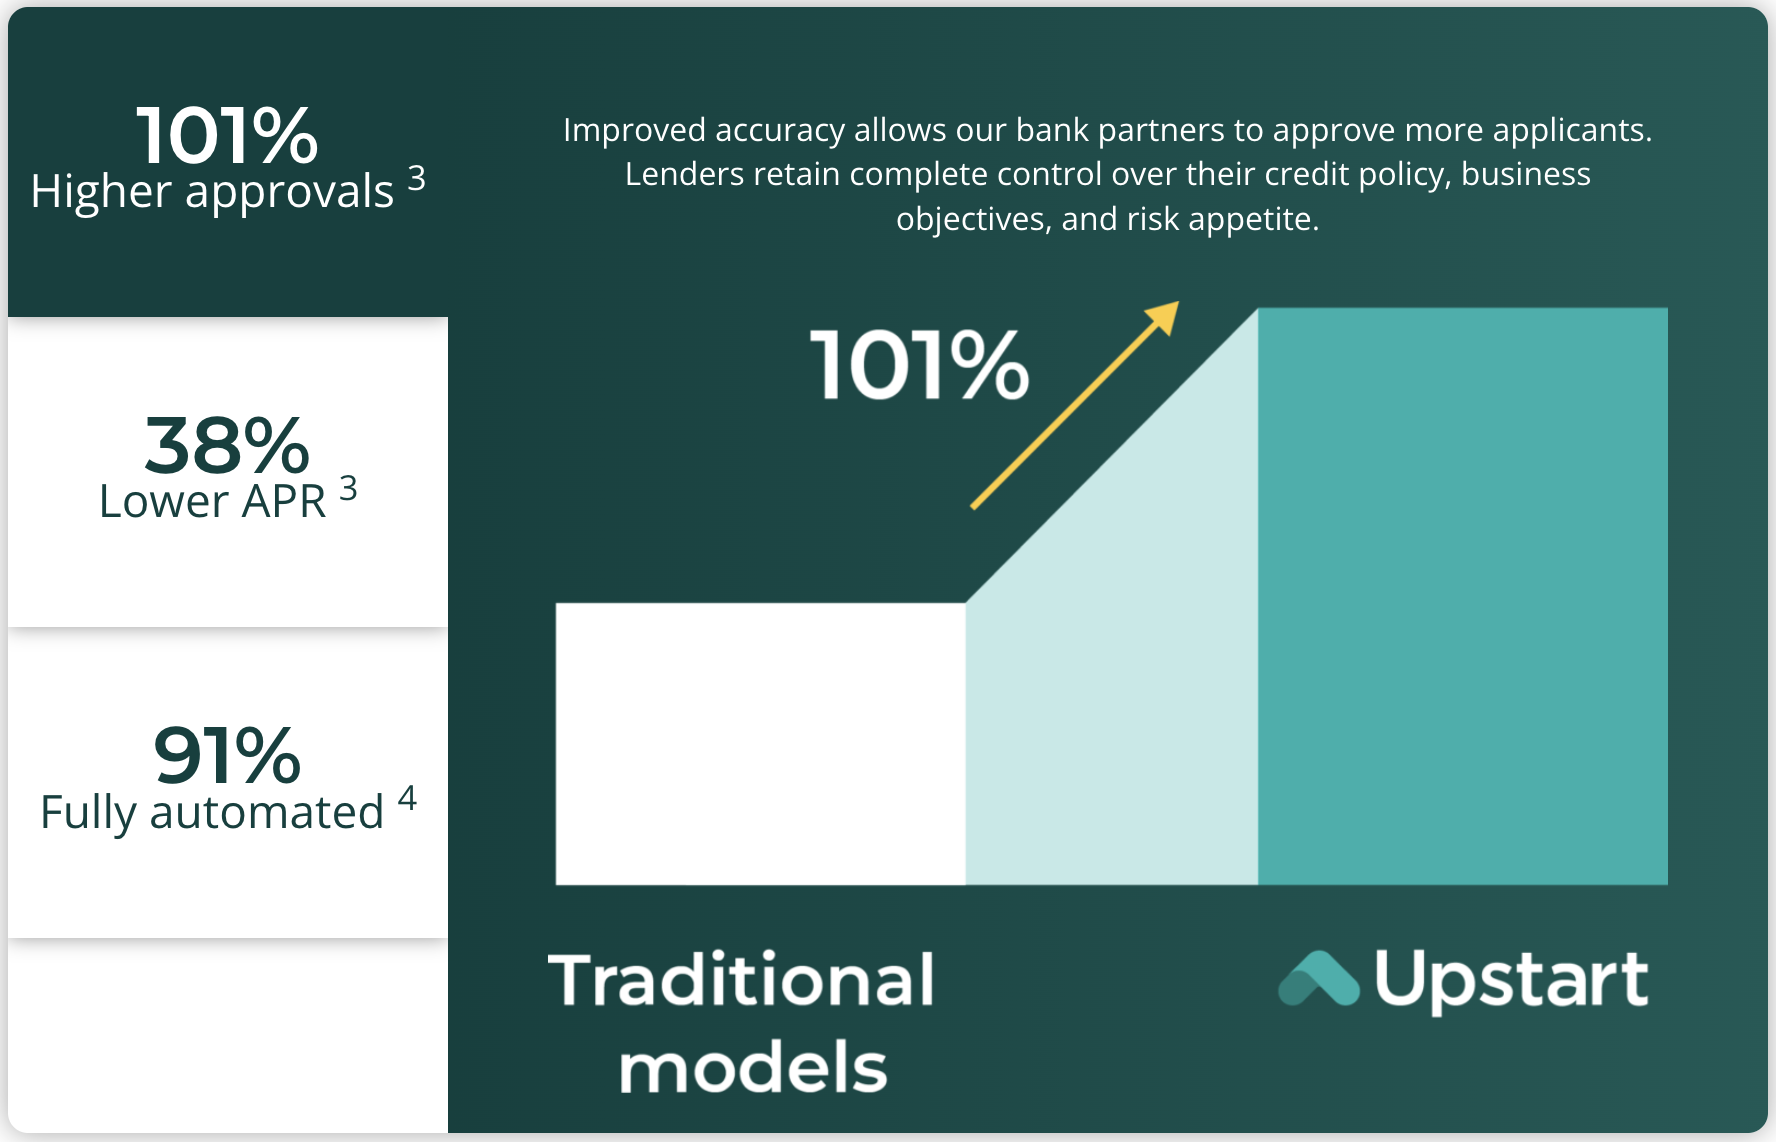 101%
Higher approvals 3
38%
Lower APR 3
91%
Fully automated 4
Improved accuracy allows our bank partners to approve more applicants.
Lenders retain complete control over their credit policy, business
objectives, and risk appetite.
101%
Traditional
models
Upstart